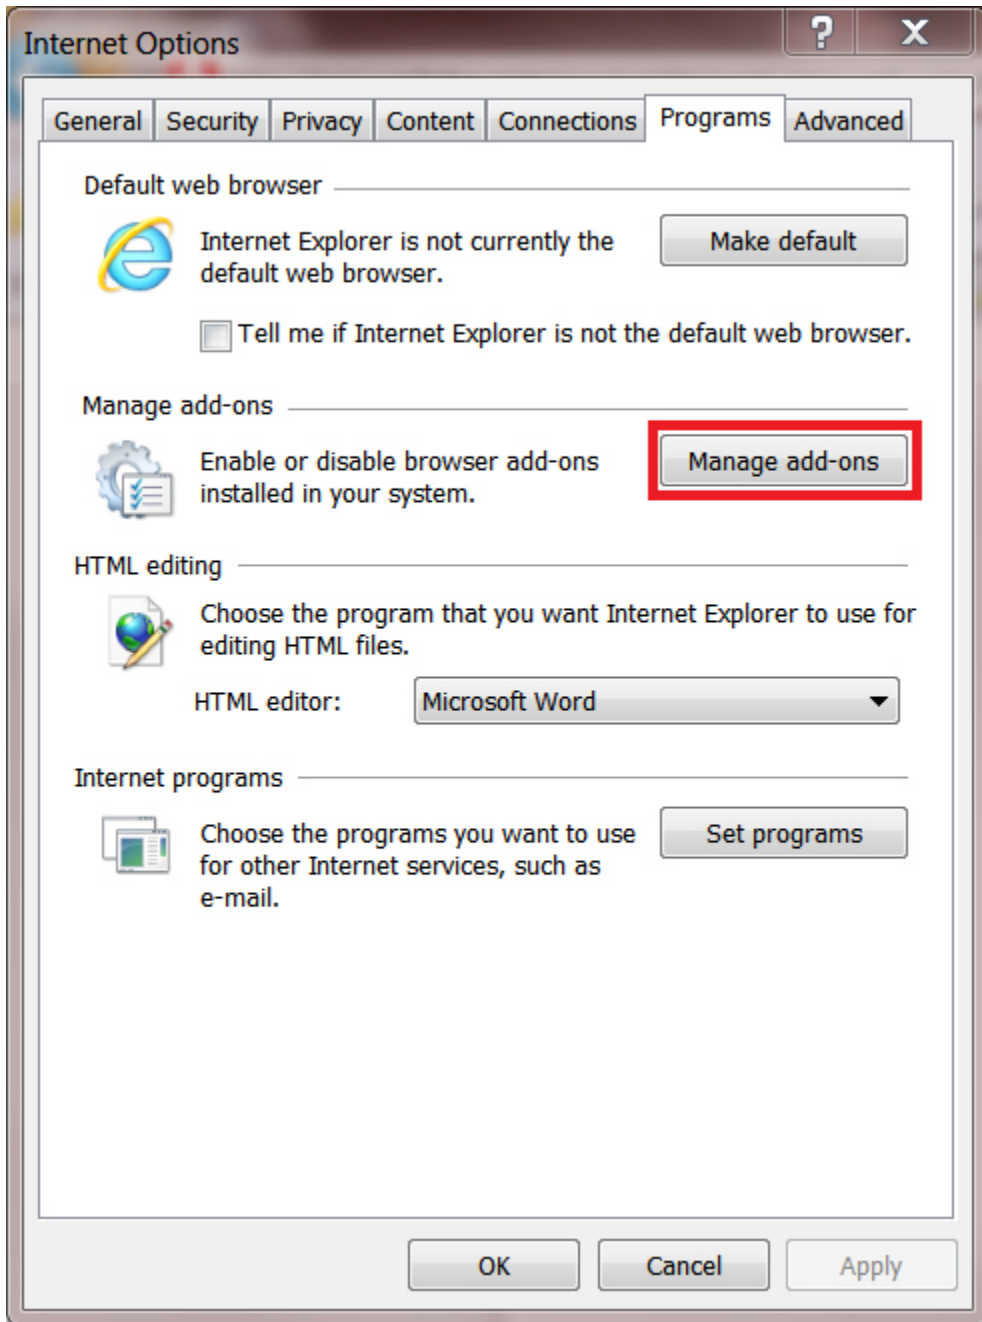 Internet Options
General Security Privacy Content Connections Programs Advanced
Default web browser
Internet Explorer is not currently the
default web browser.
Make default
Tell me if Internet Explorer is not the default web browser.
Manage add-ons
Enable or disable browser add-ons
installed in your system.
Manage add-ons
HTML editing
Choose the program that you want Internet Explorer to use for
editing HTML files.
HTML editor: Microsoft Word
Internet programs
Choose the programs you want to use
for other Internet services, such as
e-mail.
Set programs
OK Cancel Apply